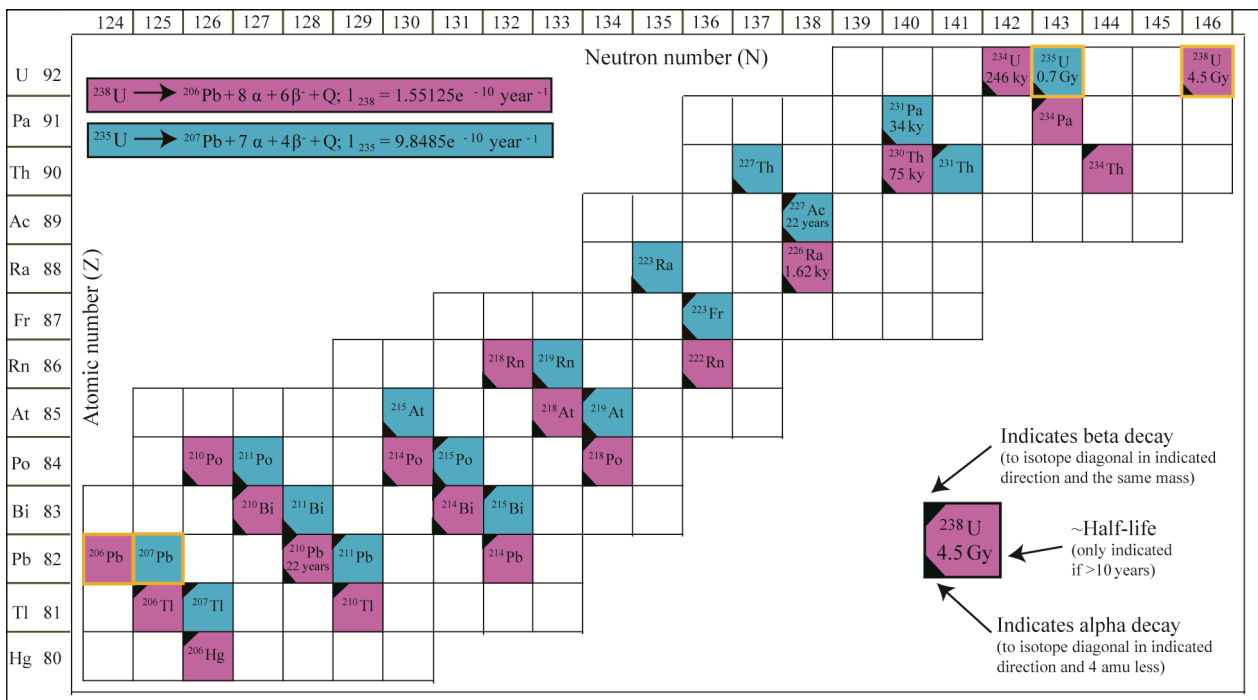 124 125 126 127 128 129 130 131 132 133 134 135 136 137 138 139 140 141 142 143 144 145 146
Neutron number (N)
Atomic number (Z)
²³⁸U → ²⁰⁶Pb + 8 α + 6β⁻ + Q; l ₂₃₈ = 1.55125e ⁻¹⁰ year ⁻¹
²³⁵U → ²⁰⁷Pb + 7 α + 4β⁻ + Q; l ₂₃₅ = 9.8485e ⁻¹⁰ year ⁻¹
U 92
²³⁴U
246 ky
²³⁵U
0.7 Gy
²³⁸U
4.5 Gy
Pa 91
²³¹Pa
34 ky
²³⁴Pa
Th 90
²²⁷Th
²³⁰Th
75 ky
²³¹Th
²³⁴Th
Ac 89
²²⁷Ac
22 years
Ra 88
²²³Ra
²²⁶Ra
1.62 ky
Fr 87
²²³Fr
Rn 86
²¹⁸Rn
²¹⁹Rn
²²²Rn
At 85
²¹⁵At
²¹⁸At
²¹⁹At
Po 84
²¹⁰Po
²¹¹Po
²¹⁴Po
²¹⁵Po
²¹⁸Po
Bi 83
²¹⁰Bi
²¹¹Bi
²¹⁴Bi
²¹⁵Bi
Pb 82
²⁰⁶Pb
²⁰⁷Pb
²¹⁰Pb
22 years
²¹¹Pb
²¹⁴Pb
Tl 81
²⁰⁶Tl
²⁰⁷Tl
²¹⁰Tl
Hg 80
²⁰⁶Hg
Indicates beta decay
(to isotope diagonal in indicated
direction and the same mass)
²³⁸U
4.5 Gy
~Half-life
(only indicated
if >10 years)
Indicates alpha decay
(to isotope diagonal in indicated
direction and 4 amu less)